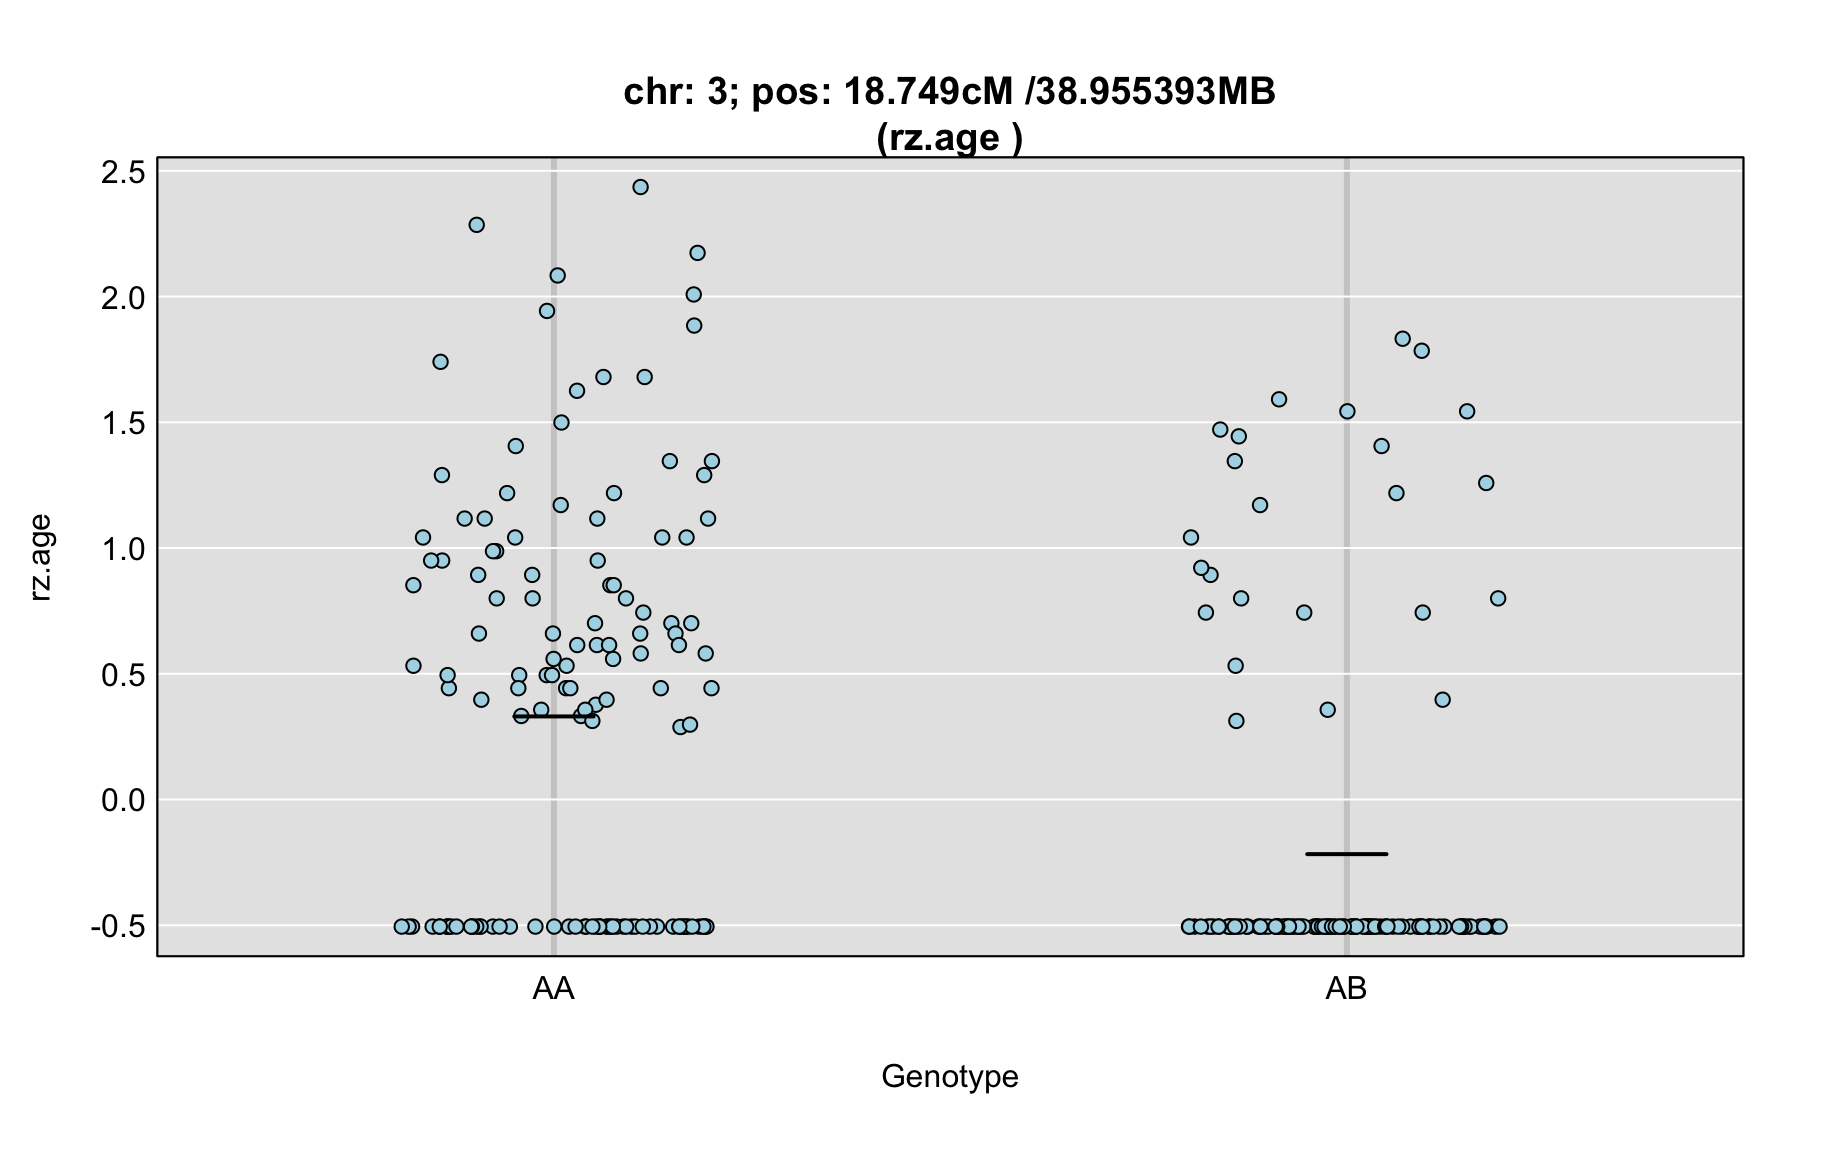 chr: 3; pos: 18.749cM /38.955393MB
(rz.age )
2.5
2.0
1.5
1.0
0.5
0.0
-0.5
rz.age
AA
AB
Genotype